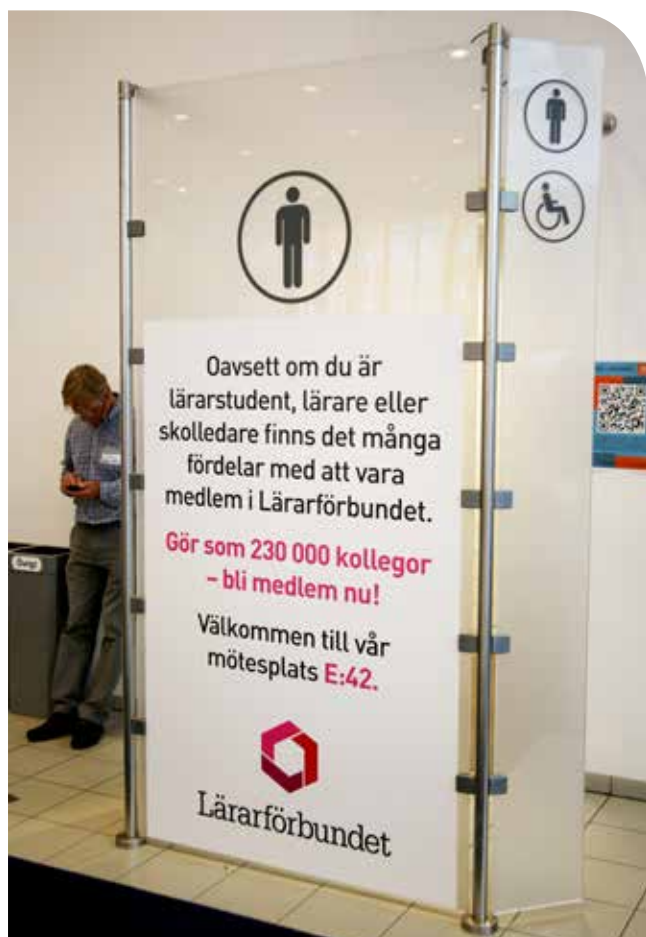 Oavsett om du är
lärarstudent, lärare eller
skolledare finns det många
fördelar med att vara
medlem i Lärarförbundet.
Gör som 230 000 kollegor
– bli medlem nu!
Välkommen till vår
mötesplats E:42.
Lärarförbundet